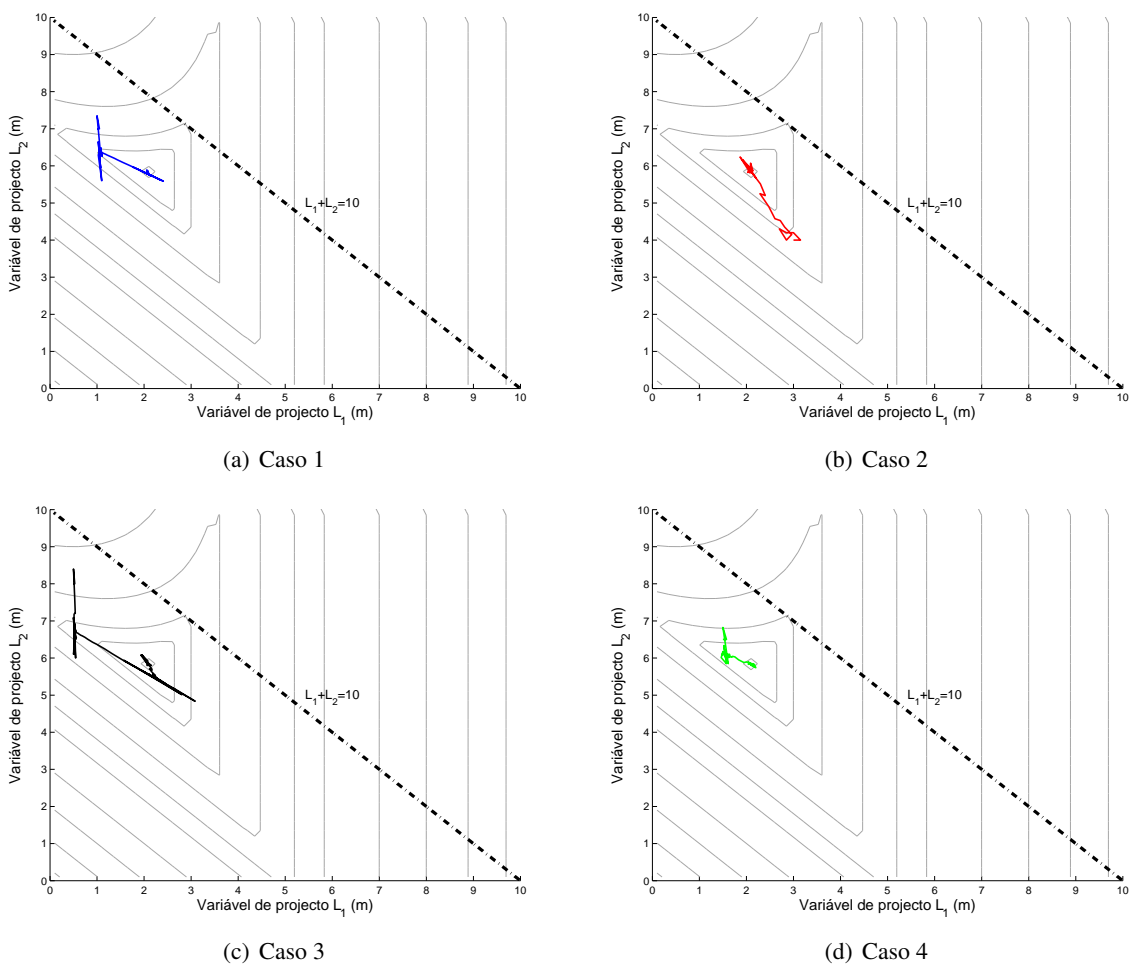 10
9
8
7
6
5
4
3
2
1
0
Variável de projecto L₂ (m)
L₁+L₂=10
0 1 2 3 4 5 6 7 8 9 10
Variável de projecto L₁ (m)
(a) Caso 1
10
9
8
7
6
5
4
3
2
1
0
Variável de projecto L₂ (m)
L₁+L₂=10
0 1 2 3 4 5 6 7 8 9 10
Variável de projecto L₁ (m)
(b) Caso 2
10
9
8
7
6
5
4
3
2
1
0
Variável de projecto L₂ (m)
L₁+L₂=10
0 1 2 3 4 5 6 7 8 9 10
Variável de projecto L₁ (m)
(c) Caso 3
10
9
8
7
6
5
4
3
2
1
0
Variável de projecto L₂ (m)
L₁+L₂=10
0 1 2 3 4 5 6 7 8 9 10
Variável de projecto L₁ (m)
(d) Caso 4